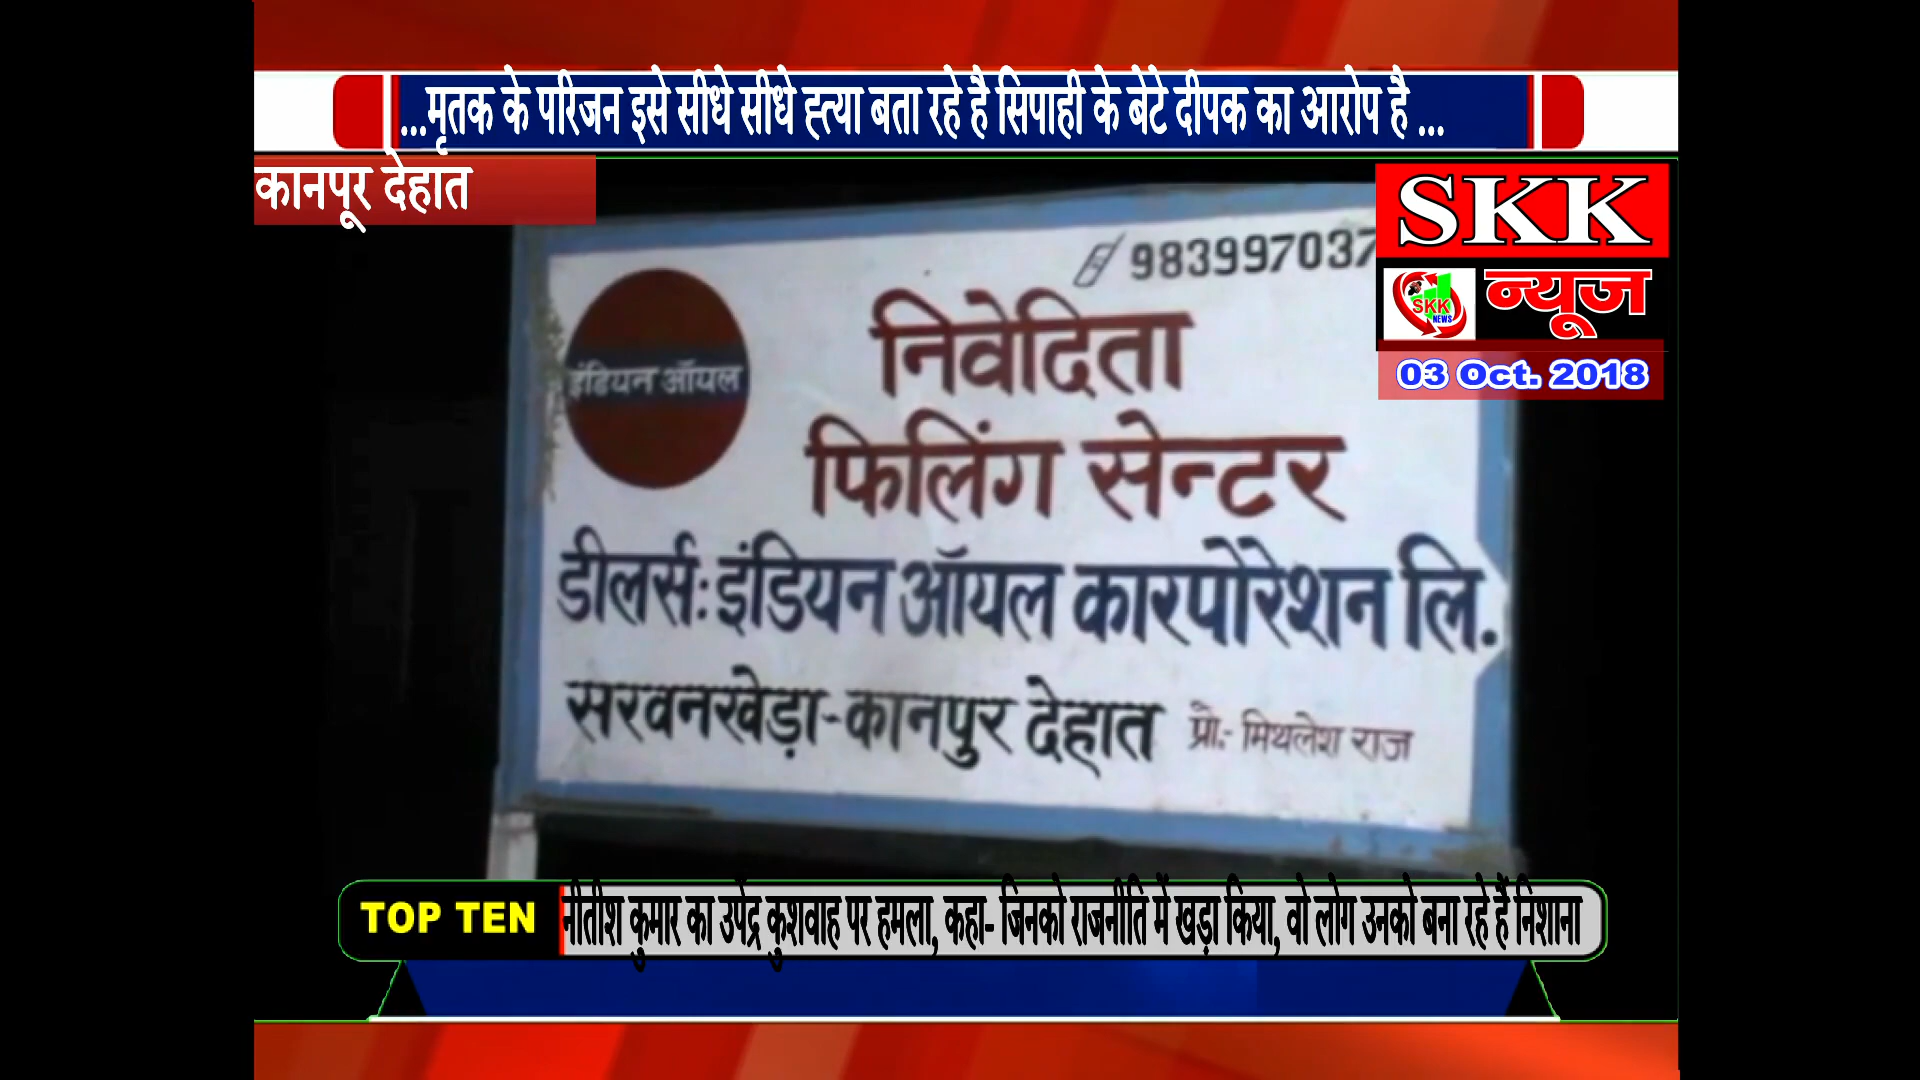 ...मृतक के परिजन इसे सीधे सीधे ह्त्या बता रहे है सिपाही के बेटे दीपक का आरोप है ...
कानपूर देहात
SKK
न्यूज
SKK
NEWS
03 Oct. 2018
983997037
निवेदिता
इंडियन ऑयल
फिलिंग सेन्टर
डीलर्स: इंडियन ऑयल कारपोरेशन लि.
सरवनखेड़ा-कानपुर देहात प्रो.- मिथलेश राज
TOP TEN
नीतीश कुमार का उपेंद्र कुशवाह पर हमला, कहा- जिनको राजनीति में खड़ा किया, वो लोग उनको बना रहे हैं निशाना